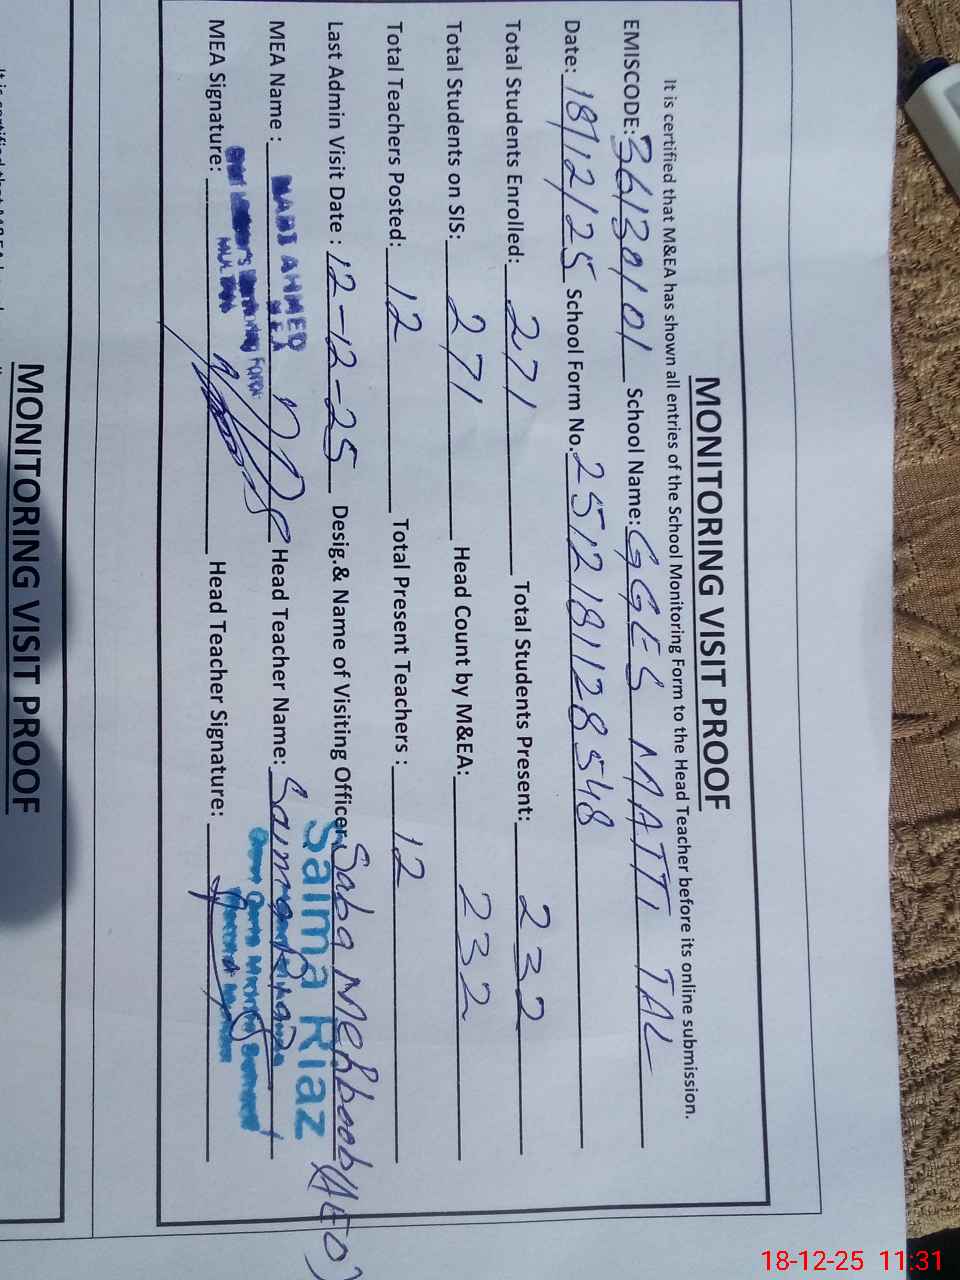 MONITORING VISIT PROOF
It is certified that M&EA has shown all entries of the School Monitoring Form to the Head Teacher before its online submission.
EMISCODE: 36130101 School Name: GGES MATTI TAL
Date: 18/12/25 School Form No. 2512181128548
Total Students Enrolled: 271 Total Students Present: 232
Total Students on SIS: 271 Head Count by M&EA: 232
Total Teachers Posted: 12 Total Present Teachers : 12
Last Admin Visit Date : 12-12-25 Desig.& Name of Visiting Officer: Saba Mehboob (AEO)
MEA Name : AHMED Head Teacher Name: Saima Riaz
MEA
MEA Signature: Head Teacher Signature:
MULTAN
Saima Riaz
MONITORING VISIT PROOF
18-12-25 11:31